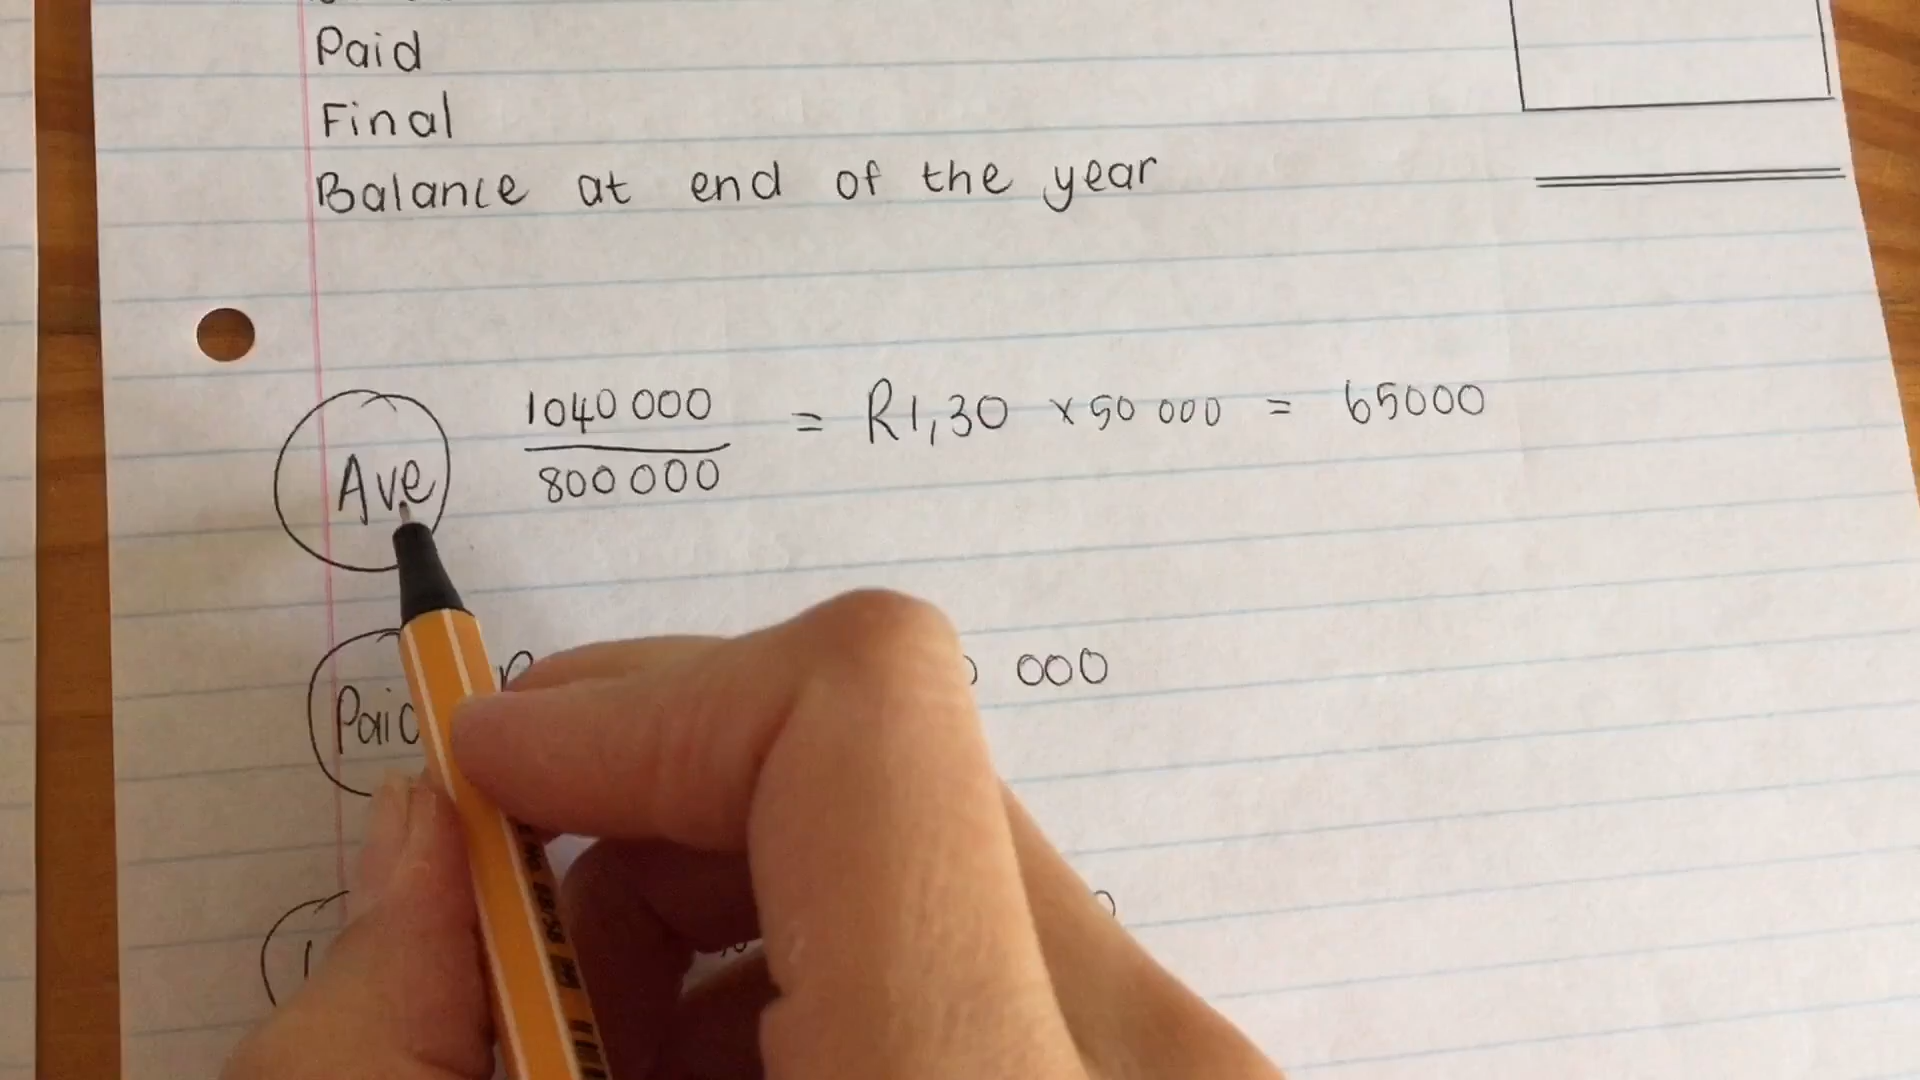 Paid
Final
Balance at end of the year
1040 000
Ave = R1,30 x 50 000 = 65000
800 000
Paid 000